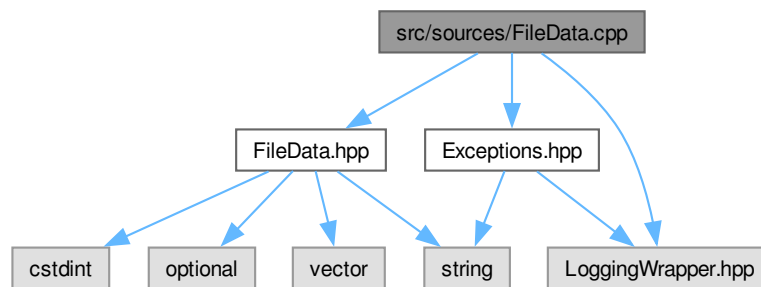 src/sources/FileData.cpp
FileData.hpp
Exceptions.hpp
cstdint
optional
vector
string
LoggingWrapper.hpp